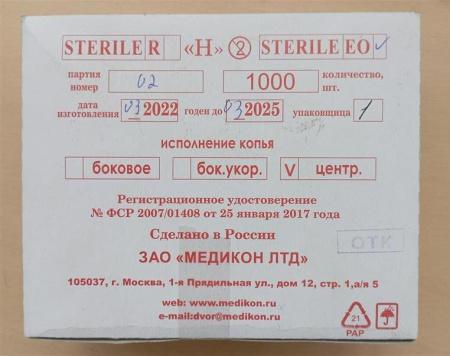 STERILE R «Н» 2 STERILE EO ✓
партия номер 02 1000 количество, шт.
дата изготовления 03 2022 годен до 03 2025 упаковщица 1
исполнение копья
боковое бок.укор. V центр.
Регистрационное удостоверение
№ ФСР 2007/01408 от 25 января 2017 года
Сделано в России
ОТК
ЗАО «МЕДИКОН ЛТД»
105037, г. Москва, 1-я Прядильная ул., дом 12, стр. 1,а/я 5
web: www.medikon.ru
e-mail:dvor@medikon.ru
21
PAP